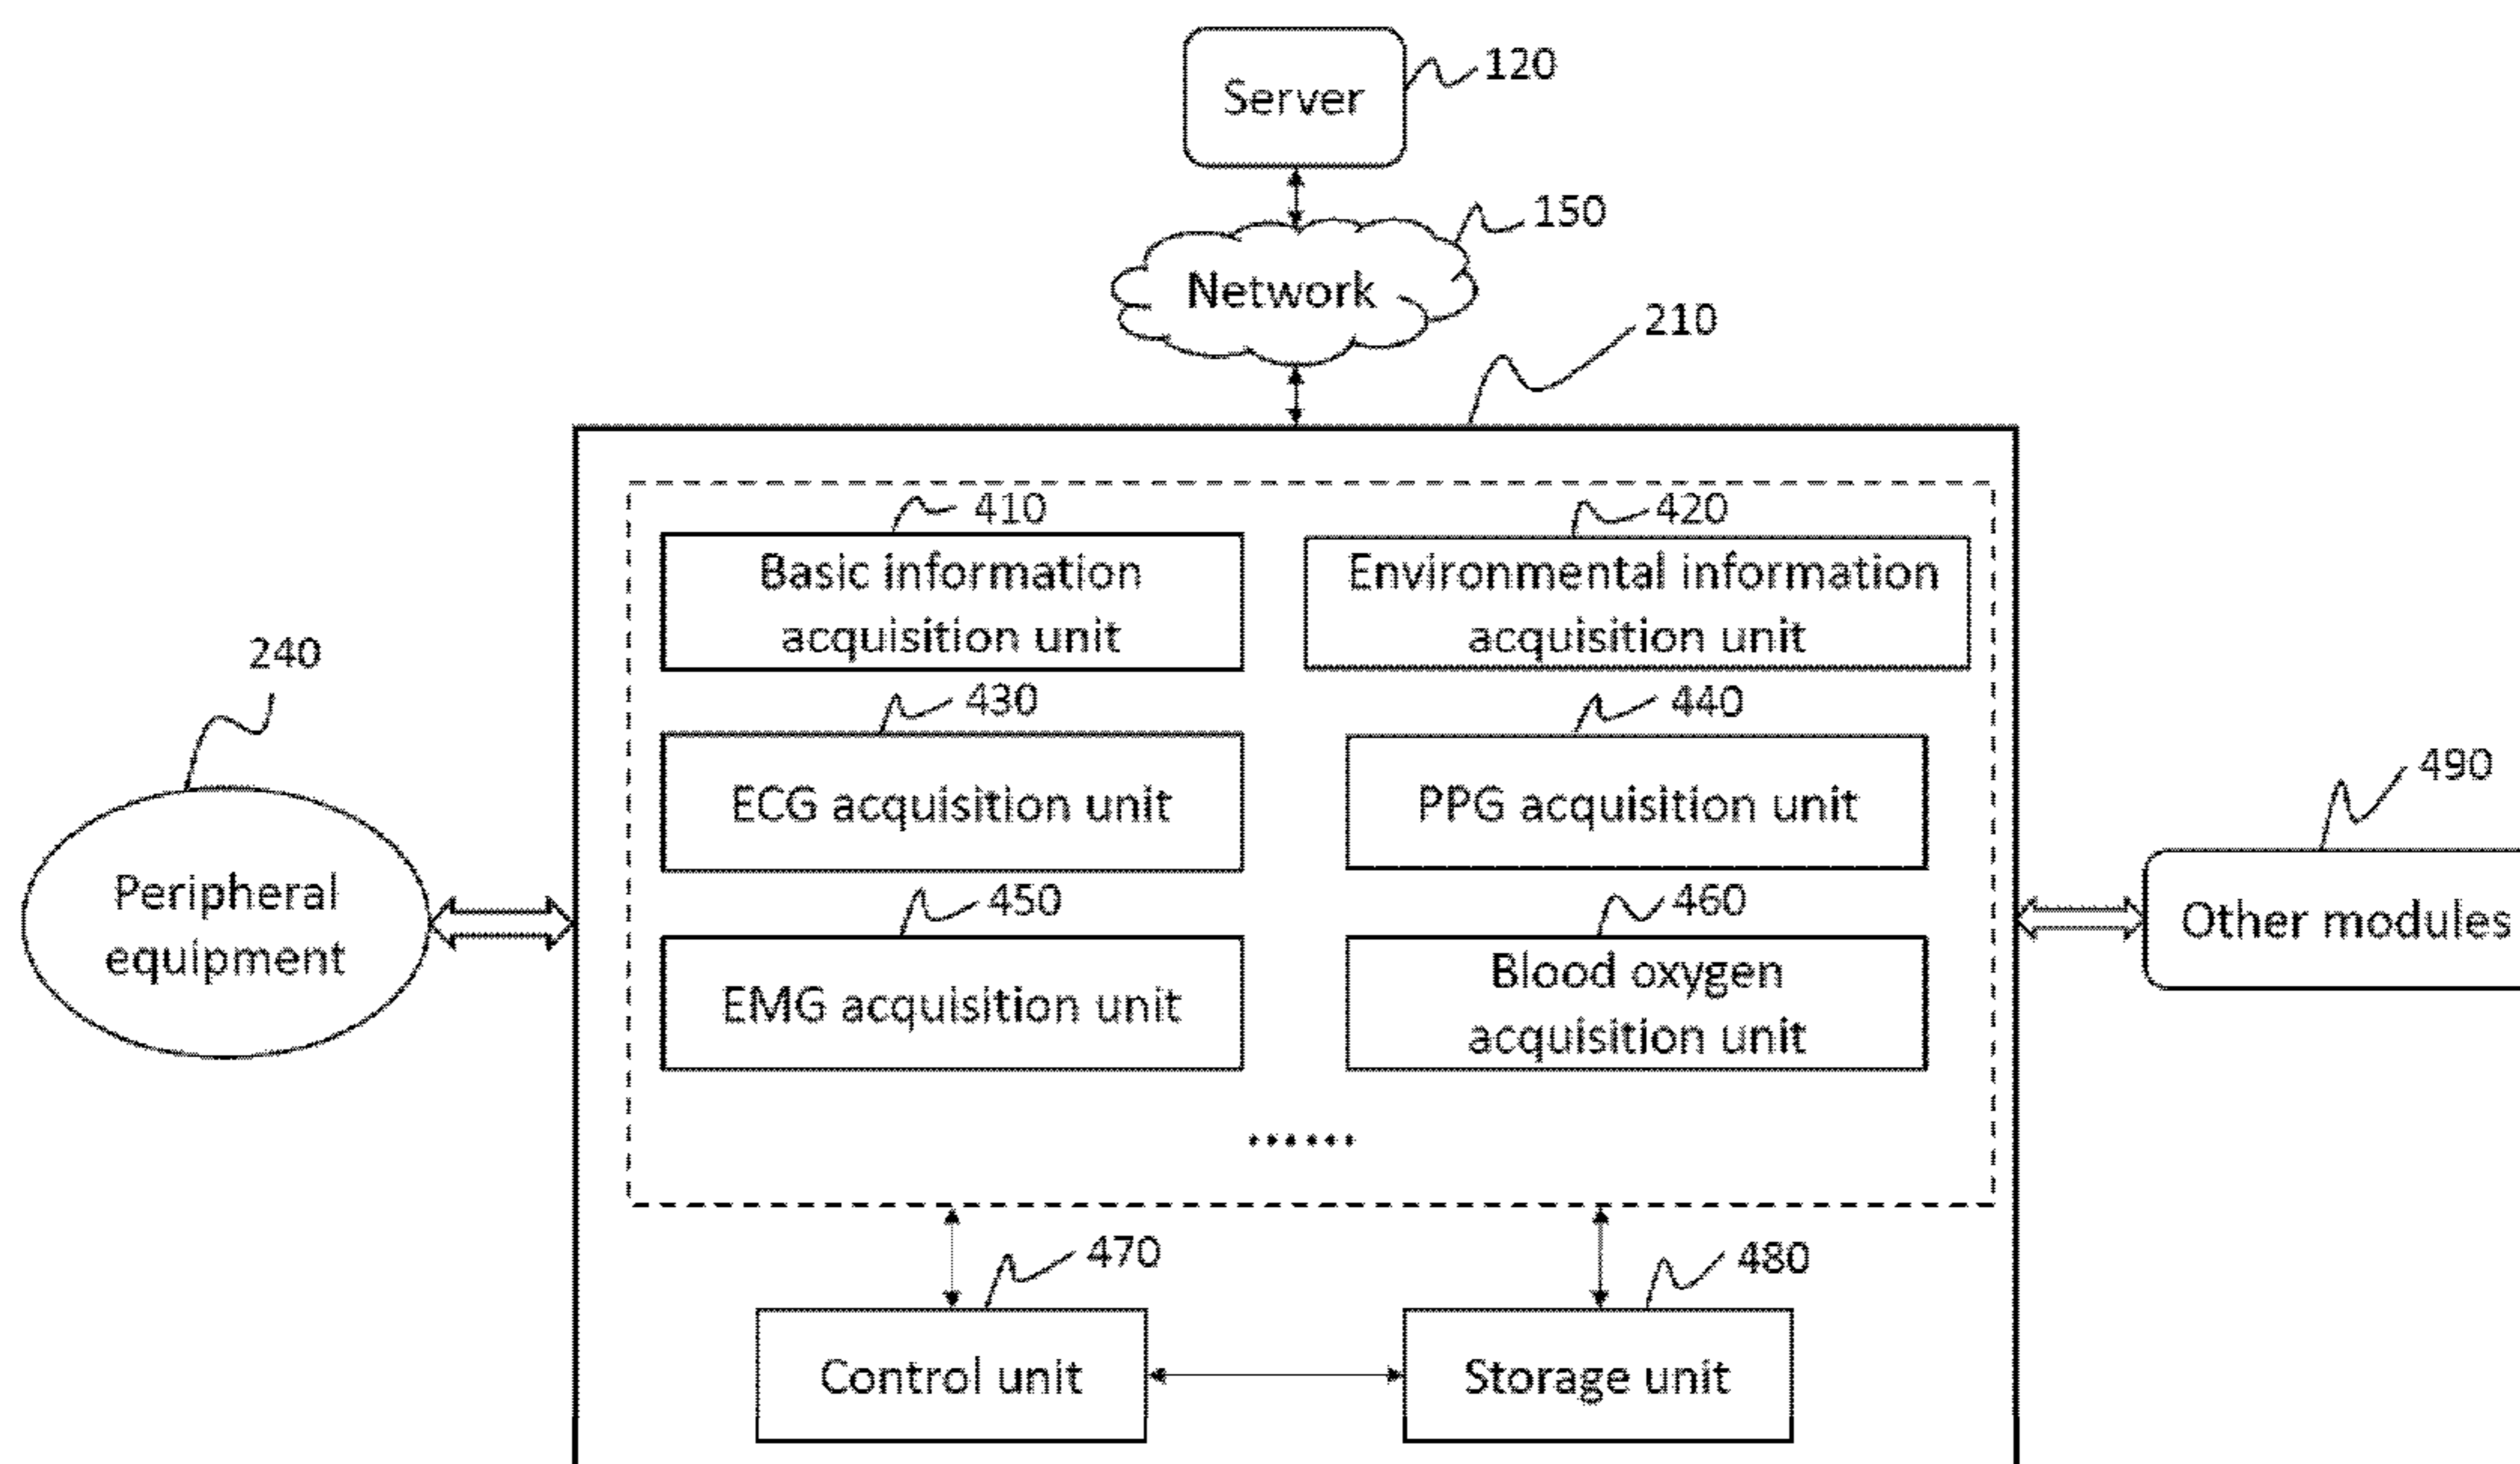 Server
120
150
Network
210
410
420
Basic information
acquisition unit
Environmental information
acquisition unit
240
430
440
ECG acquisition unit
PPG acquisition unit
490
Peripheral
equipment
450
460
Other modules
EMG acquisition unit
Blood oxygen
acquisition unit
......
470
480
Control unit
Storage unit